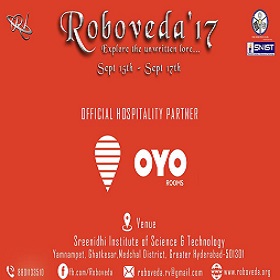 Roboveda'17
Explore the unwritten lore...
Sept 15th - Sept 17th
SNIST
OFFICIAL HOSPITALITY PARTNER
OYO
ROOMS
Venue
Sreenidhi Institute of Science & Technology
Yamnampet, Ghatkesar, Medchal District, Greater Hyderabad-501301
fb.com/Roboveda
roboveda.rv@gmail.com
www.roboveda.org